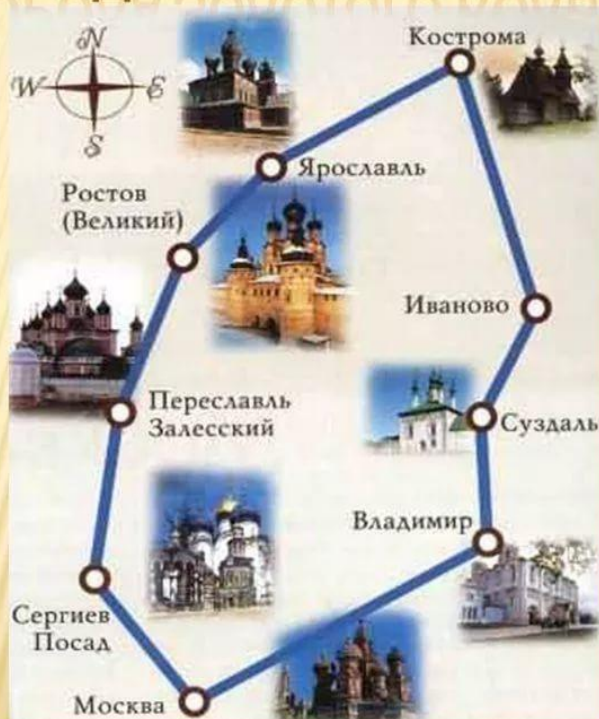 N
W E
S
Кострома
Ярославль
Ростов
(Великий)
Иваново
Переславль
Залесский
Суздаль
Владимир
Сергиев
Посад
Москва